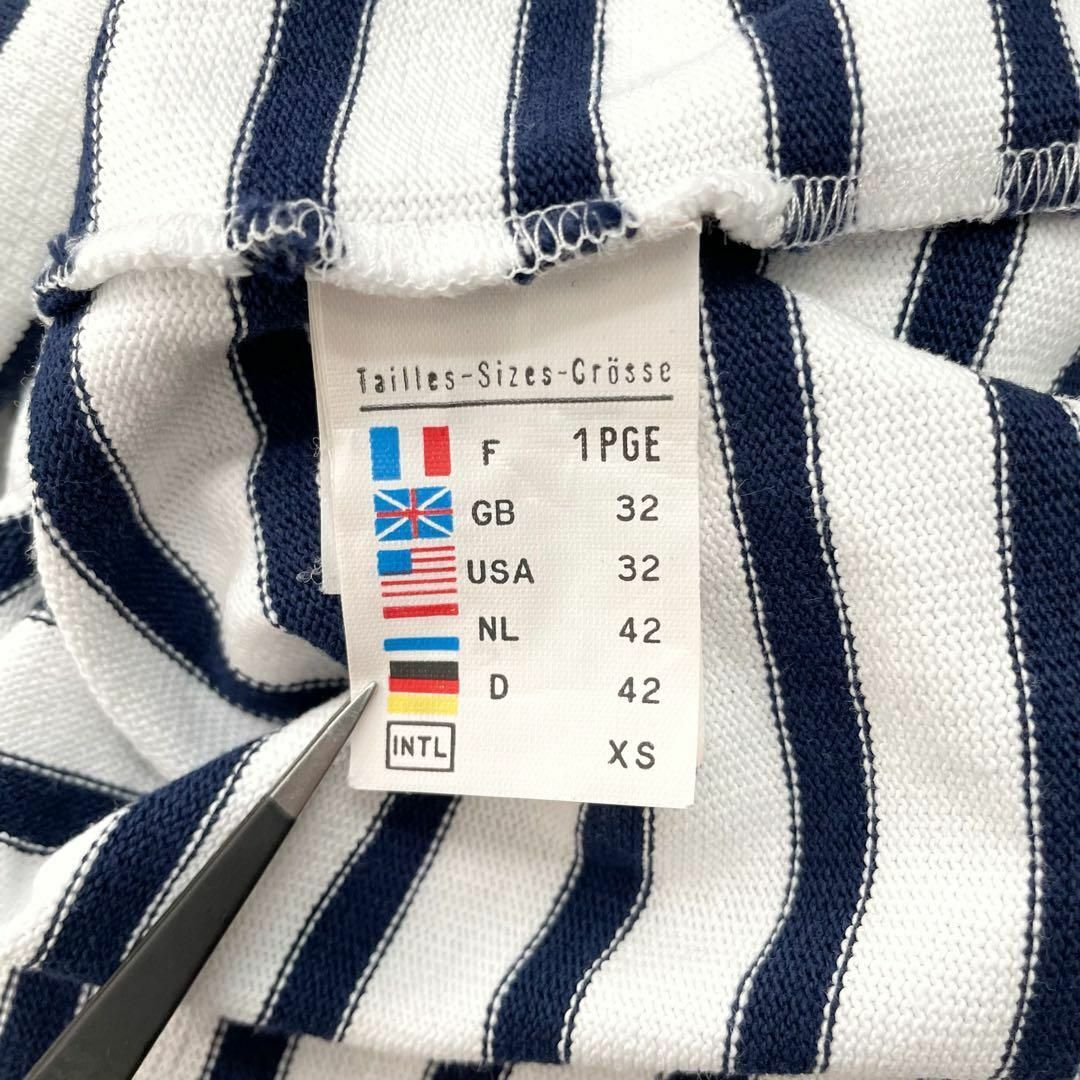 Tailles-Sizes-Grösse
F 1PGE
GB 32
USA 32
NL 42
D 42
INTL XS